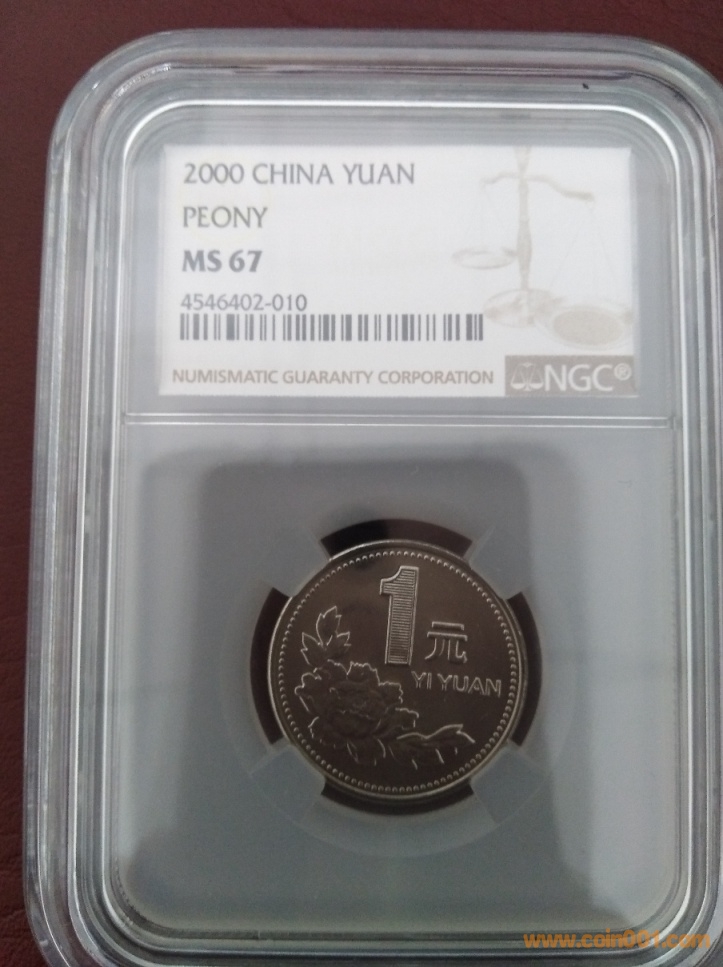 2000 CHINA YUAN
PEONY
MS 67
4546402-010
NUMISMATIC GUARANTY CORPORATION
NGC®
1元
YI YUAN
www.coin001.com